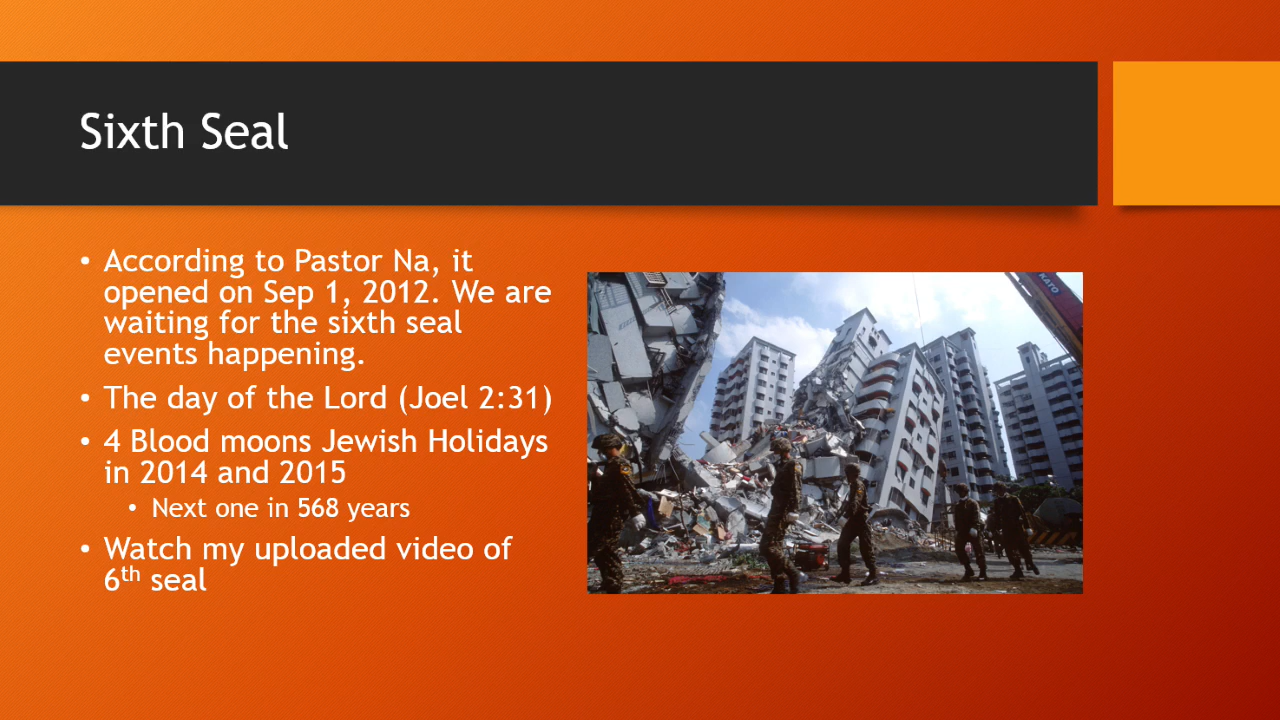 Sixth Seal
• According to Pastor Na, it
opened on Sep 1, 2012. We are
waiting for the sixth seal
events happening.
• The day of the Lord (Joel 2:31)
• 4 Blood moons Jewish Holidays
in 2014 and 2015
• Next one in 568 years
• Watch my uploaded video of
6th seal
KATO